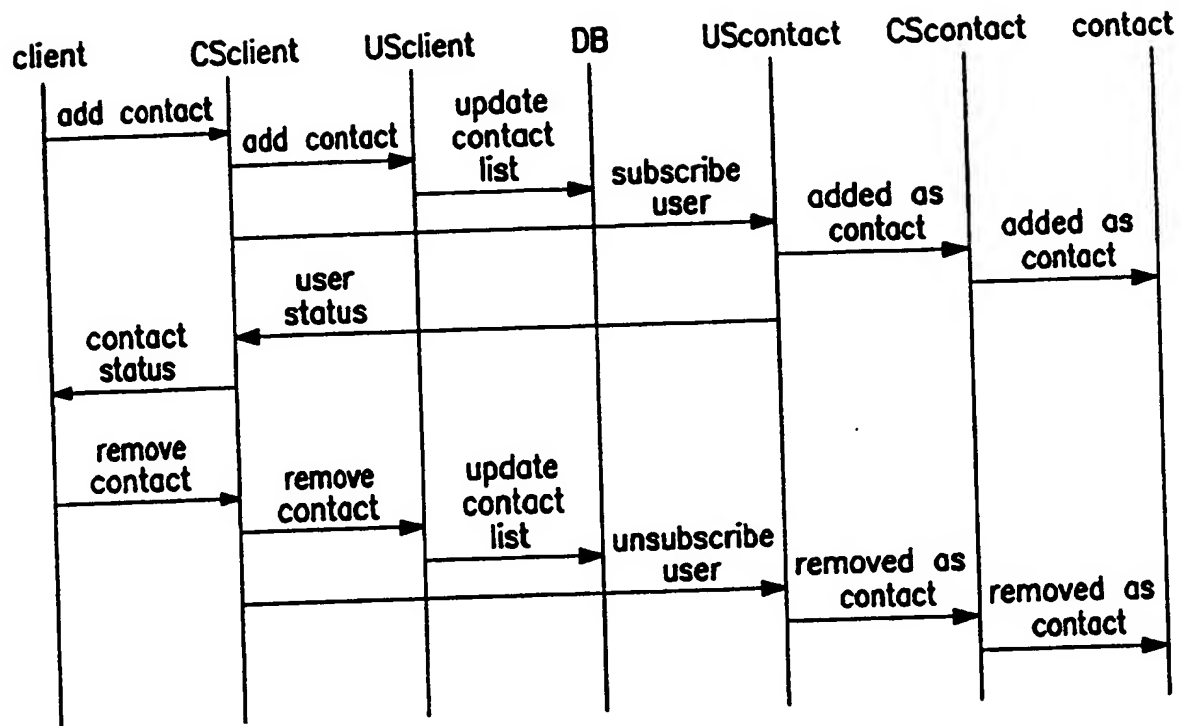 client CSclient USclient DB UScontact CScontact contact
add contact
add contact
update
contact
list
subscribe
user
added as
contact
added as
contact
user
status
contact
status
remove
contact
remove
contact
update
contact
list
unsubscribe
user
removed as
contact
removed as
contact